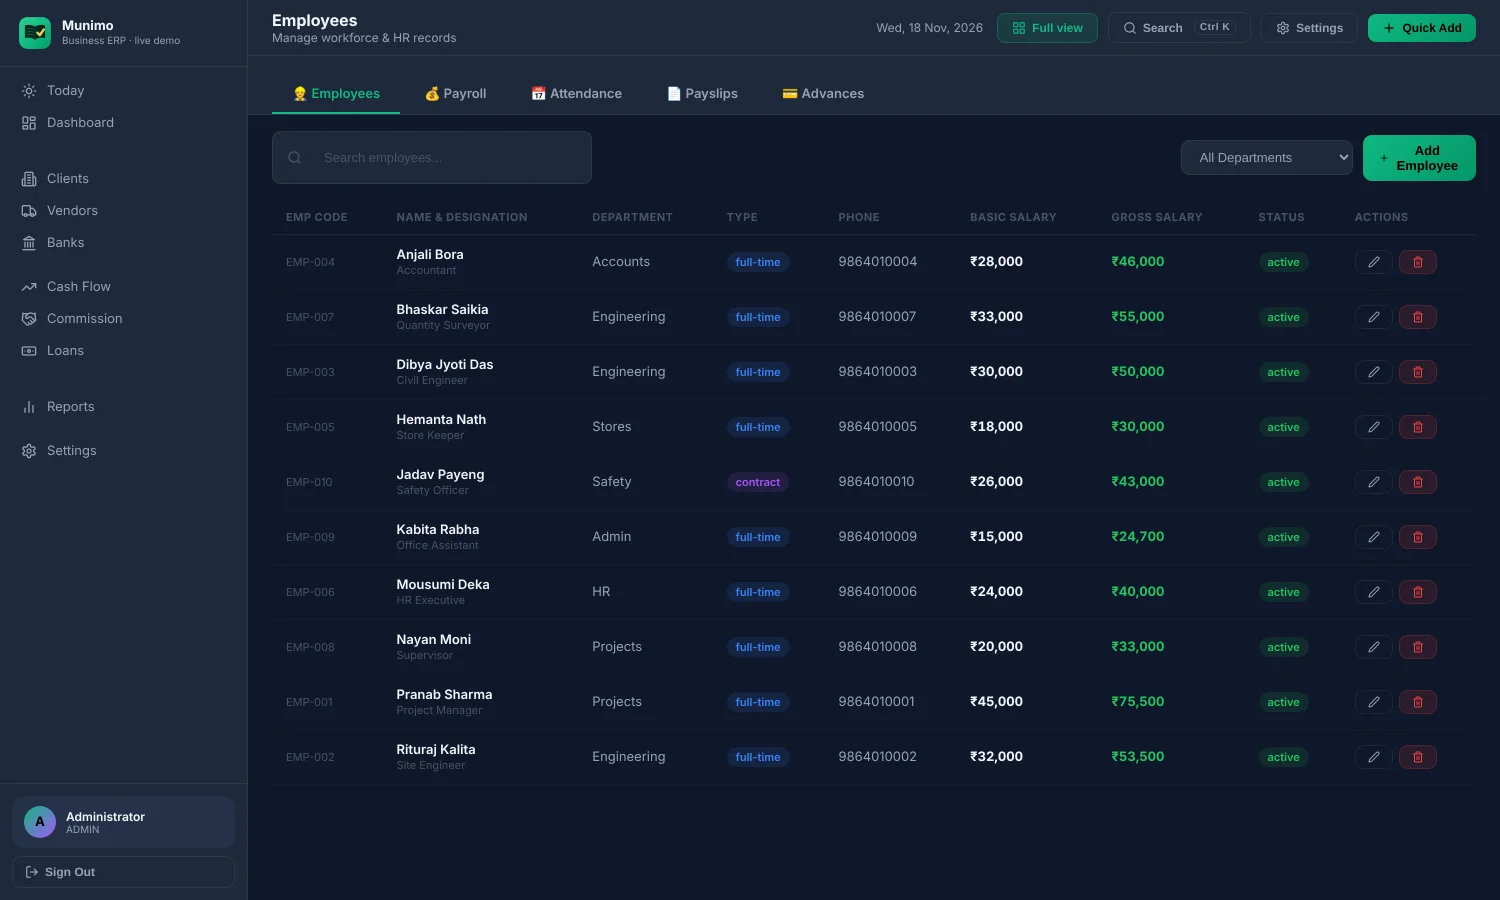 Munimo
Business ERP · live demo
Today
Dashboard
Clients
Vendors
Banks
Cash Flow
Commission
Loans
Reports
Settings
A
Administrator
ADMIN
Sign Out
Employees
Manage workforce & HR records
Wed, 18 Nov, 2026
Full view
Search Ctrl K
Settings
+ Quick Add
Employees
Payroll
Attendance
Payslips
Advances
Search employees...
All Departments
+ Add Employee
EMP CODE NAME & DESIGNATION DEPARTMENT TYPE PHONE BASIC SALARY GROSS SALARY STATUS ACTIONS
EMP-004 Anjali Bora Accounts full-time 9864010004 ₹28,000 ₹46,000 active
Accountant
EMP-007 Bhaskar Saikia Engineering full-time 9864010007 ₹33,000 ₹55,000 active
Quantity Surveyor
EMP-003 Dibya Jyoti Das Engineering full-time 9864010003 ₹30,000 ₹50,000 active
Civil Engineer
EMP-005 Hemanta Nath Stores full-time 9864010005 ₹18,000 ₹30,000 active
Store Keeper
EMP-010 Jadav Payeng Safety contract 9864010010 ₹26,000 ₹43,000 active
Safety Officer
EMP-009 Kabita Rabha Admin full-time 9864010009 ₹15,000 ₹24,700 active
Office Assistant
EMP-006 Mousumi Deka HR full-time 9864010006 ₹24,000 ₹40,000 active
HR Executive
EMP-008 Nayan Moni Projects full-time 9864010008 ₹20,000 ₹33,000 active
Supervisor
EMP-001 Pranab Sharma Projects full-time 9864010001 ₹45,000 ₹75,500 active
Project Manager
EMP-002 Rituraj Kalita Engineering full-time 9864010002 ₹32,000 ₹53,500 active
Site Engineer